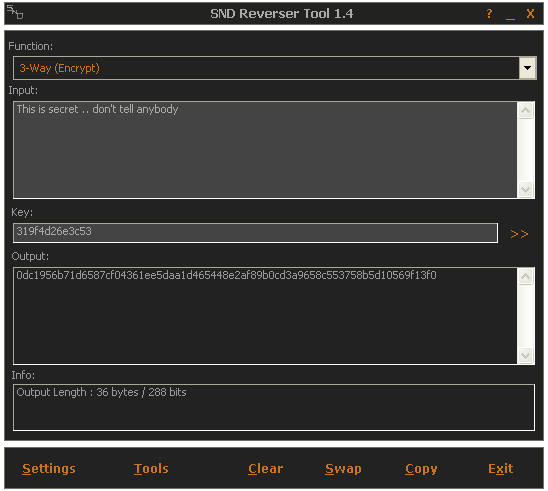 SND Reverser Tool 1.4
? _ X
Function:
3-Way (Encrypt)
Input:
This is secret .. don't tell anybody
Key:
319f4d26e3c53
>>
Output:
0dc1956b71d6587cf04361ee5daa1d465448e2af89b0cd3a9658c553758b5d10569f13f0
Info:
Output Length : 36 bytes / 288 bits
Settings Tools Clear Swap Copy Exit